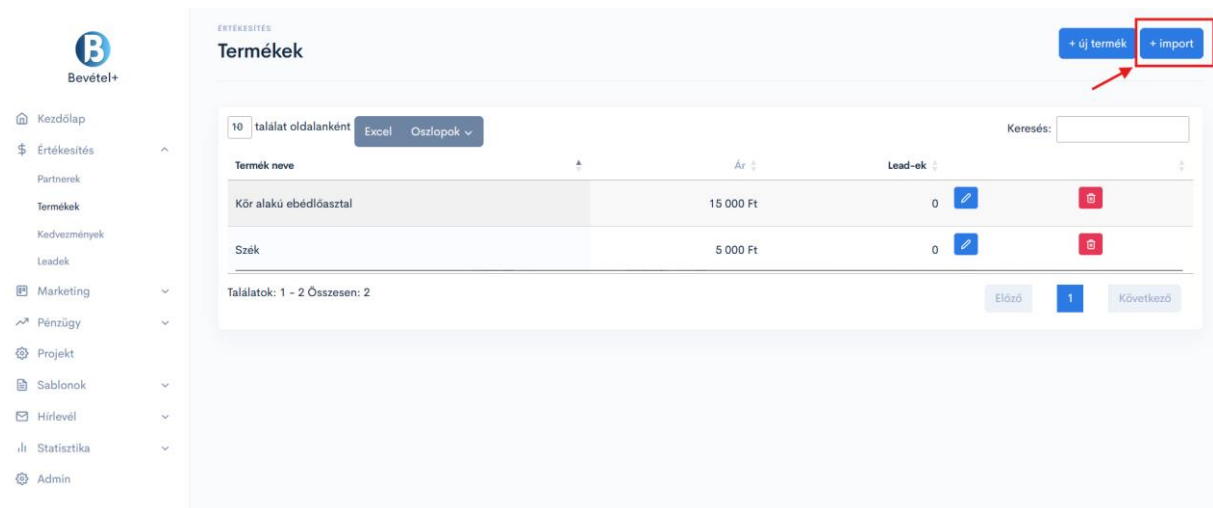 Bevétel+
Kezdőlap
Értékesítés
Partnerek
Termékek
Kedvezmények
Leadek
Marketing
Pénzügy
Projekt
Sablonok
Hírlevél
Statisztika
Admin
ÉRTÉKESÍTÉS
Termékek
+ új termék
+ import
10 találat oldalanként Excel Oszlopok
Keresés:
Termék neve Ár Lead-ek
Kör alakú ebédlőasztal 15 000 Ft 0
Szék 5 000 Ft 0
Találatok: 1 - 2 Összesen: 2
Előző 1 Következő